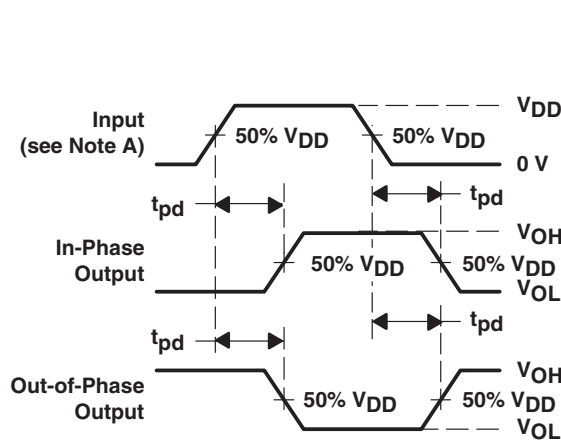 VDD
Input
(see Note A)
50% VDD
50% VDD
0 V
tpd
tpd
VOH
In-Phase
Output
50% VDD
50% VDD
VOL
tpd
tpd
VOH
Out-of-Phase
Output
50% VDD
50% VDD
VOL